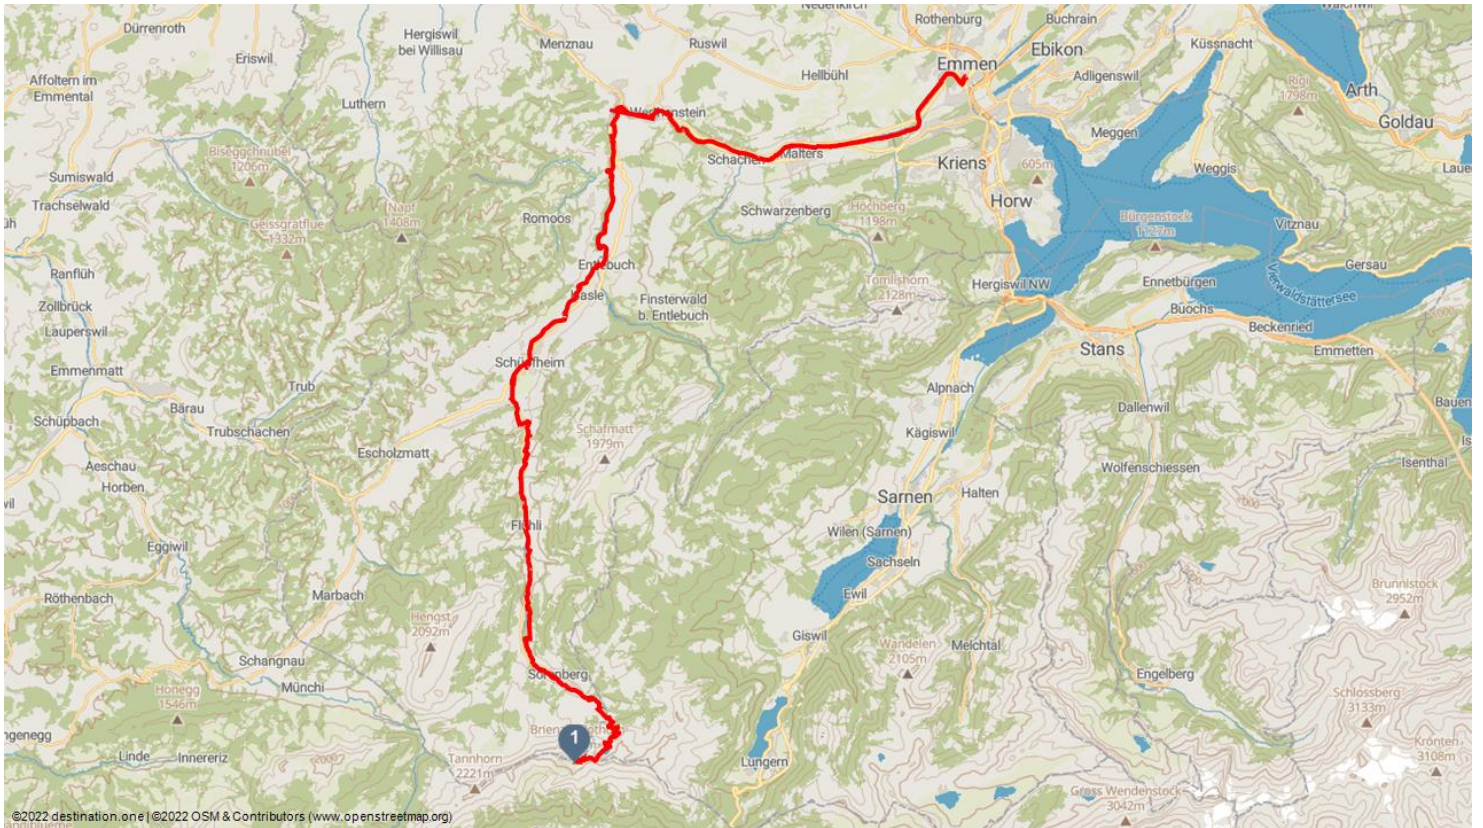 Dürrenroth
Hergiswil
bei Willisau
Menznau
Ruswil
Rothenburg
Buchrain
Ebikon
Küssnacht
Eriswil
Emmen
Adligenswil
Hellbühl
Affoltern im
Emmental
Luthern
Rigi
1798m
Arth
Goldau
Meggen
Schachen
Malters
Kriens
605m
Weggis
1206m
Sumiswald
Trachselwald
Napf
1408m
Romoos
Schwarzenberg
1198m
Horw
Bürgenstock
1127m
Vitznau
Geissgratflue
1332m
Ranflüh
Entlebuch
Gersau
Tomlishorn
2128m
Hergiswil NW
Ennetbürgen
Vierwaldstättersee
Zollbrück
Finsterwald
b. Entlebuch
Buochs
Beckenried
Lauperswil
Stans
Emmetten
Emmenmatt
Trub
Alpnach
Bärau
Dallenwil
Schüpbach
Trubschachen
Schafmatt
1979m
Kägiswil
Escholzmatt
Aeschau
Horben
Wolfenschiessen
Isenthal
Sarnen
Halten
Wilen (Sarnen)
Eggiwil
Sachseln
Röthenbach
Marbach
Ewil
Brunnistock
2952m
Hengst
2092m
Giswil
Wandelen
2105m
Melchtal
Schangnau
Sörenberg
Engelberg
Münchi
Honegg
1546m
Schlossberg
3133m
1
Linde
Innereriz
Tannhorn
2221m
Lungern
Kronten
3108m
Gross Wendenstock
3042m
©2022 destination.one | ©2022 OSM & Contributors (www.openstreetmap.org)